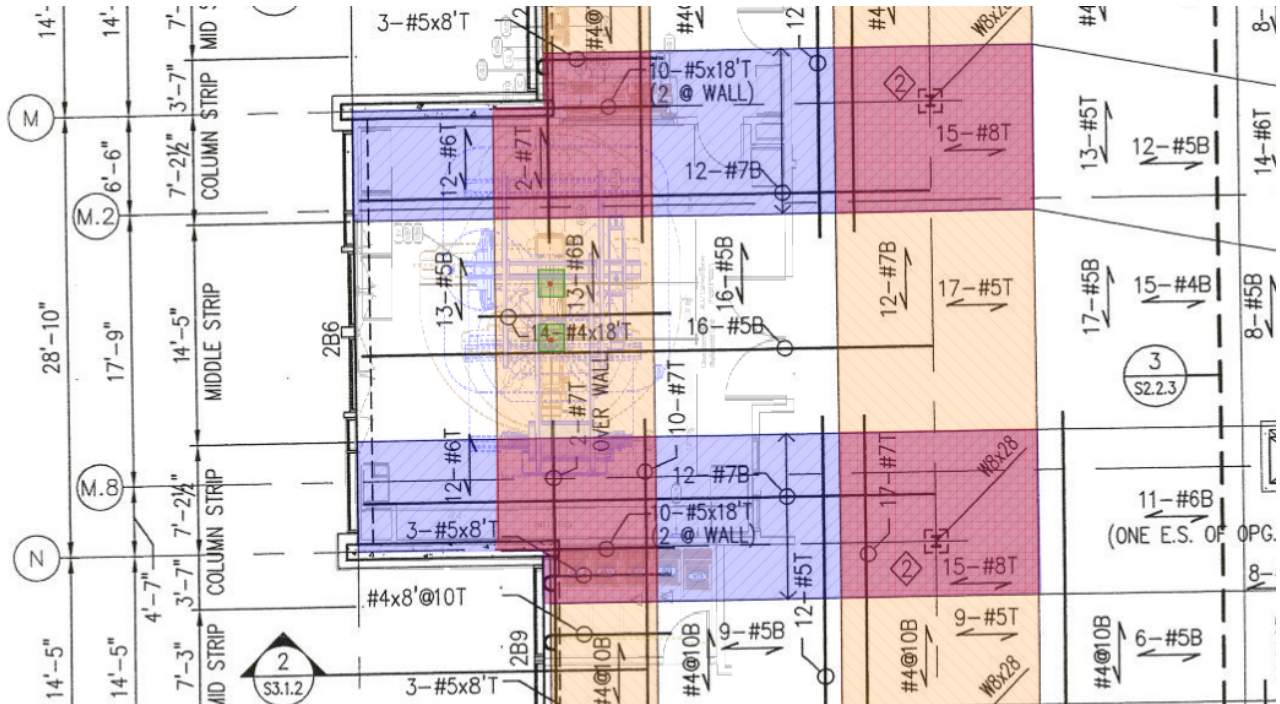 14'-
14'-
7'-
MID S
3-#5x8'T
#4@
#4@
12
#4
W8x28
#4
8-
3'-7"
STRIP
10-#5x18'T
(2 @ WALL)
2
M
7'-2½"
COLUMN
12-#6T
2-#7T
15-#8T
13-#5T
12-#5B
14-#6T
6'-6"
12-#7B
M.2
28'-10"
17'-9"
14'-5"
MIDDLE STRIP
13-#5B
13-#6B
16-#5B
12-#7B
17-#5T
17-#5B
15-#4B
8-#5B
14-#4x18'T
16-#5B
2B6
3
S2.2.3
2-#7T
OVER WALL
10-#7T
M.8
7'-2½"
COLUMN STRIP
12-#6T
12-#7B
17-#7T
W8x28
11-#6B
(ONE E.S. OF OPG.
3-#5x8'T
10-#5x18'T
(2 @ WALL)
N
4'-7"
3'-7"
2
15-#8T
8-
#4x8'@10T
12-#5T
14'-5"
14'-5"
7'-3"
MID STRIP
2
S3.1.2
2B9
#4@10B
#4@10B
9-#5B
#4@10B
9-#5T
#4@10B
6-#5B
3-#5x8'T
W8x28